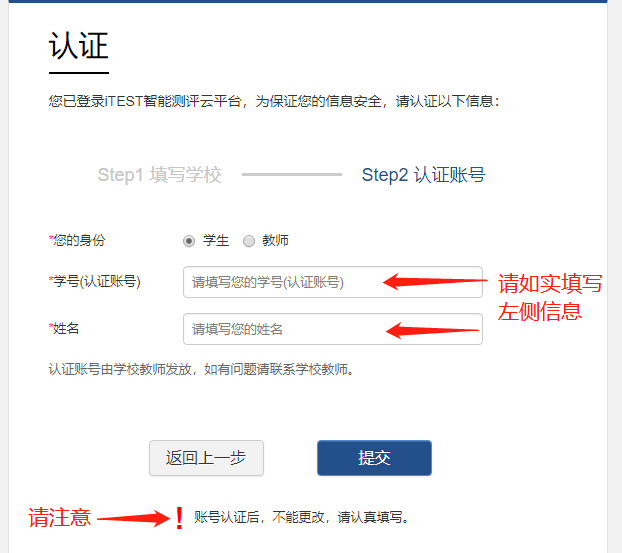 认证
您已登录iTEST智能测评云平台，为保证您的信息安全，请认证以下信息：
Step1 填写学校 Step2 认证账号
*您的身份 学生 教师
*学号(认证账号) 请填写您的学号(认证账号)
请如实填写
左侧信息
*姓名 请填写您的姓名
认证账号由学校教师发放，如有问题请联系学校教师。
返回上一步 提交
请注意 ! 账号认证后，不能更改，请认真填写。